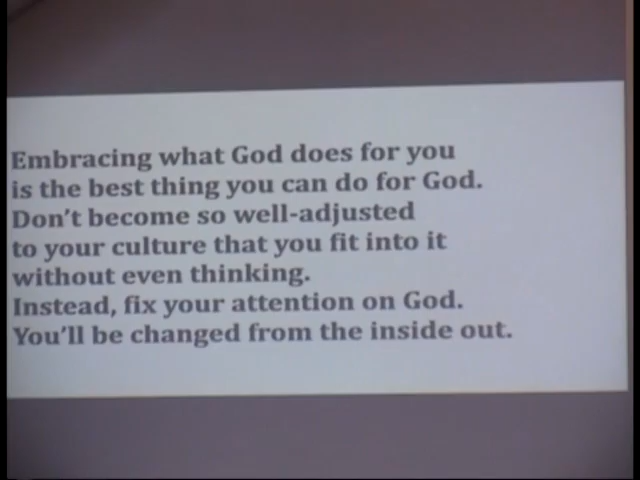 Embracing what God does for you
is the best thing you can do for God.
Don't become so well-adjusted
to your culture that you fit into it
without even thinking.
Instead, fix your attention on God.
You'll be changed from the inside out.